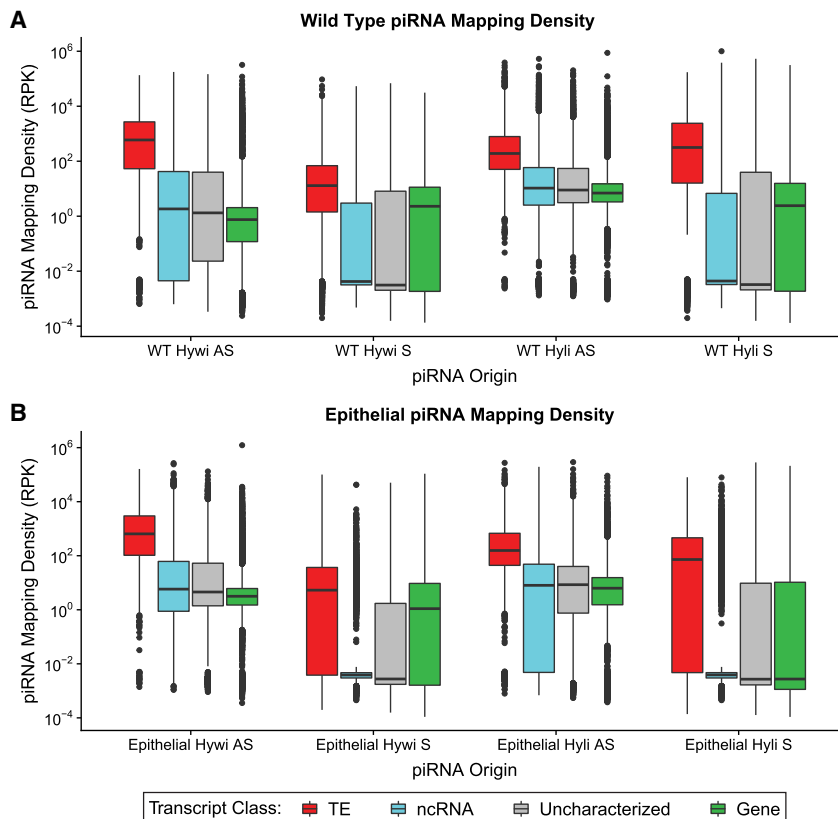 A
Wild Type piRNA Mapping Density
piRNA Mapping Density (RPK)
10^6
10^4
10^2
10^0
10^−2
10^−4
WT Hywi AS
WT Hywi S
WT Hyli AS
WT Hyli S
piRNA Origin
B
Epithelial piRNA Mapping Density
piRNA Mapping Density (RPK)
10^6
10^4
10^2
10^0
10^−2
10^−4
Epithelial Hywi AS
Epithelial Hywi S
Epithelial Hyli AS
Epithelial Hyli S
piRNA Origin
Transcript Class: TE ncRNA Uncharacterized Gene